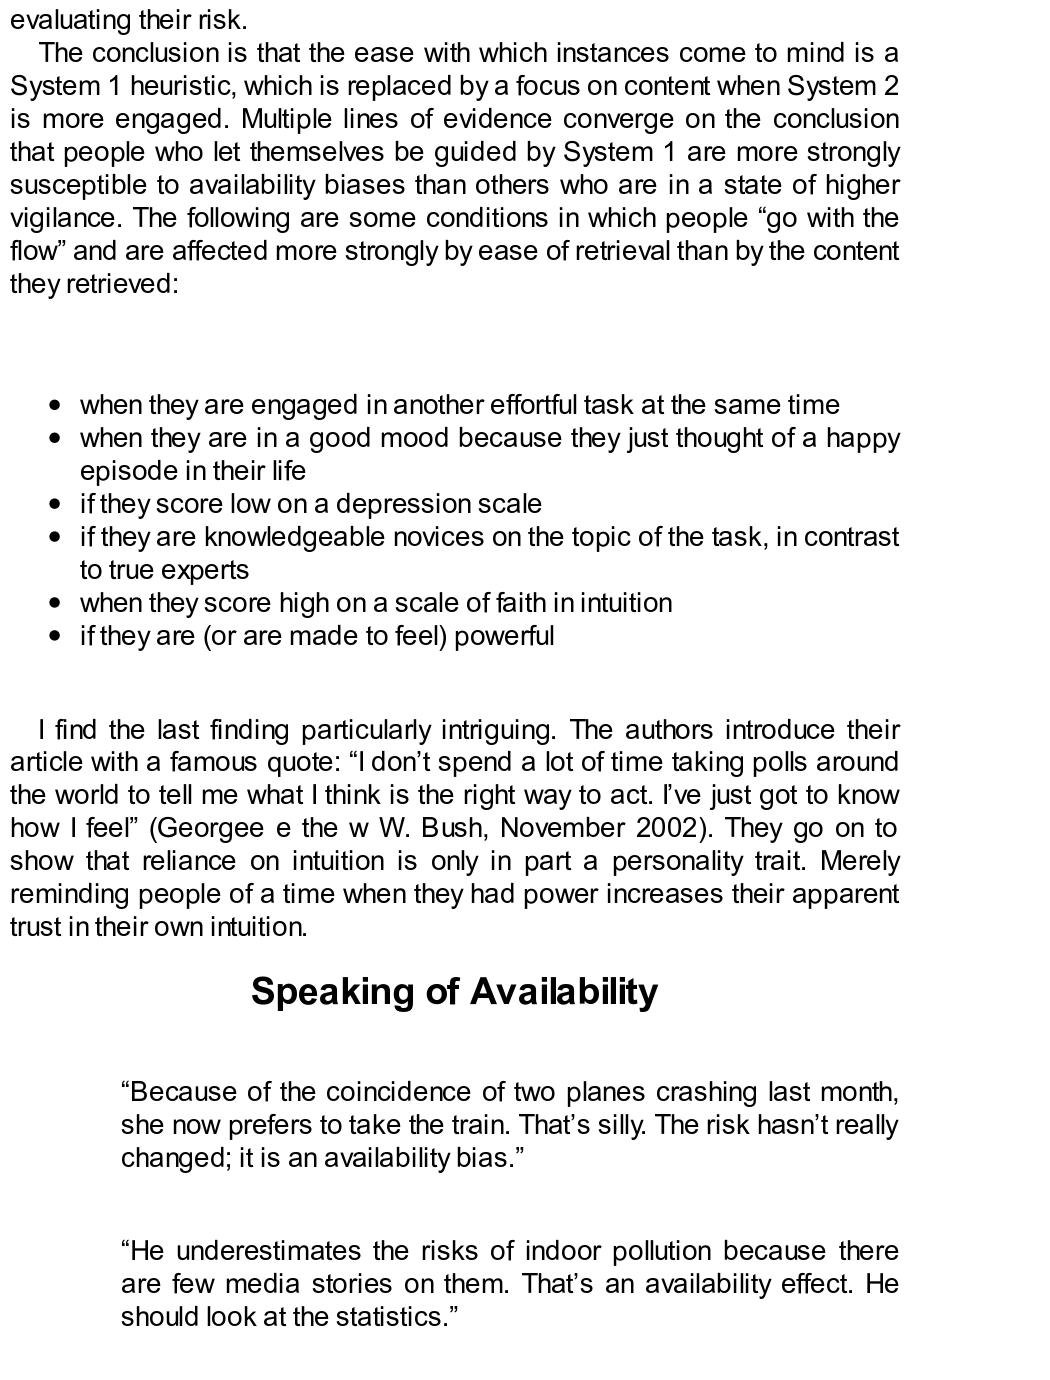 evaluating their risk.
The conclusion is that the ease with which instances come to mind is a
System 1 heuristic, which is replaced by a focus on content when System 2
is more engaged. Multiple lines of evidence converge on the conclusion
that people who let themselves be guided by System 1 are more strongly
susceptible to availability biases than others who are in a state of higher
vigilance. The following are some conditions in which people “go with the
flow” and are affected more strongly by ease of retrieval than by the content
they retrieved:
• when they are engaged in another effortful task at the same time
• when they are in a good mood because they just thought of a happy
episode in their life
• if they score low on a depression scale
• if they are knowledgeable novices on the topic of the task, in contrast
to true experts
• when they score high on a scale of faith in intuition
• if they are (or are made to feel) powerful
I find the last finding particularly intriguing. The authors introduce their
article with a famous quote: “I don’t spend a lot of time taking polls around
the world to tell me what I think is the right way to act. I’ve just got to know
how I feel” (Georgee e the w W. Bush, November 2002). They go on to
show that reliance on intuition is only in part a personality trait. Merely
reminding people of a time when they had power increases their apparent
trust in their own intuition.
Speaking of Availability
“Because of the coincidence of two planes crashing last month,
she now prefers to take the train. That’s silly. The risk hasn’t really
changed; it is an availability bias.”
“He underestimates the risks of indoor pollution because there
are few media stories on them. That’s an availability effect. He
should look at the statistics.”